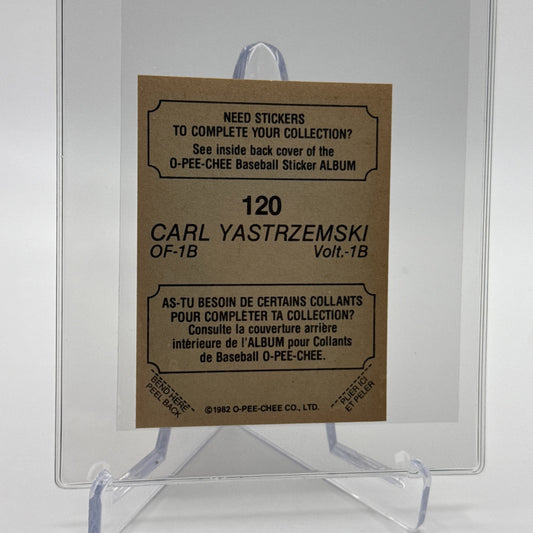 NEED STICKERS
TO COMPLETE YOUR COLLECTION?
See inside back cover of the
O-PEE-CHEE Baseball Sticker ALBUM
120
CARL YASTRZEMSKI
OF-1B Volt.-1B
AS-TU BESOIN DE CERTAINS COLLANTS
POUR COMPLÈTER TA COLLECTION?
Consulte la couverture arrière
intérieure de l'ALBUM pour Collants
de Baseball O-PEE-CHEE.
BEND HERE
PEEL BACK
PLIER ICI
ET PELER
©1982 O-PEE-CHEE CO., LTD.